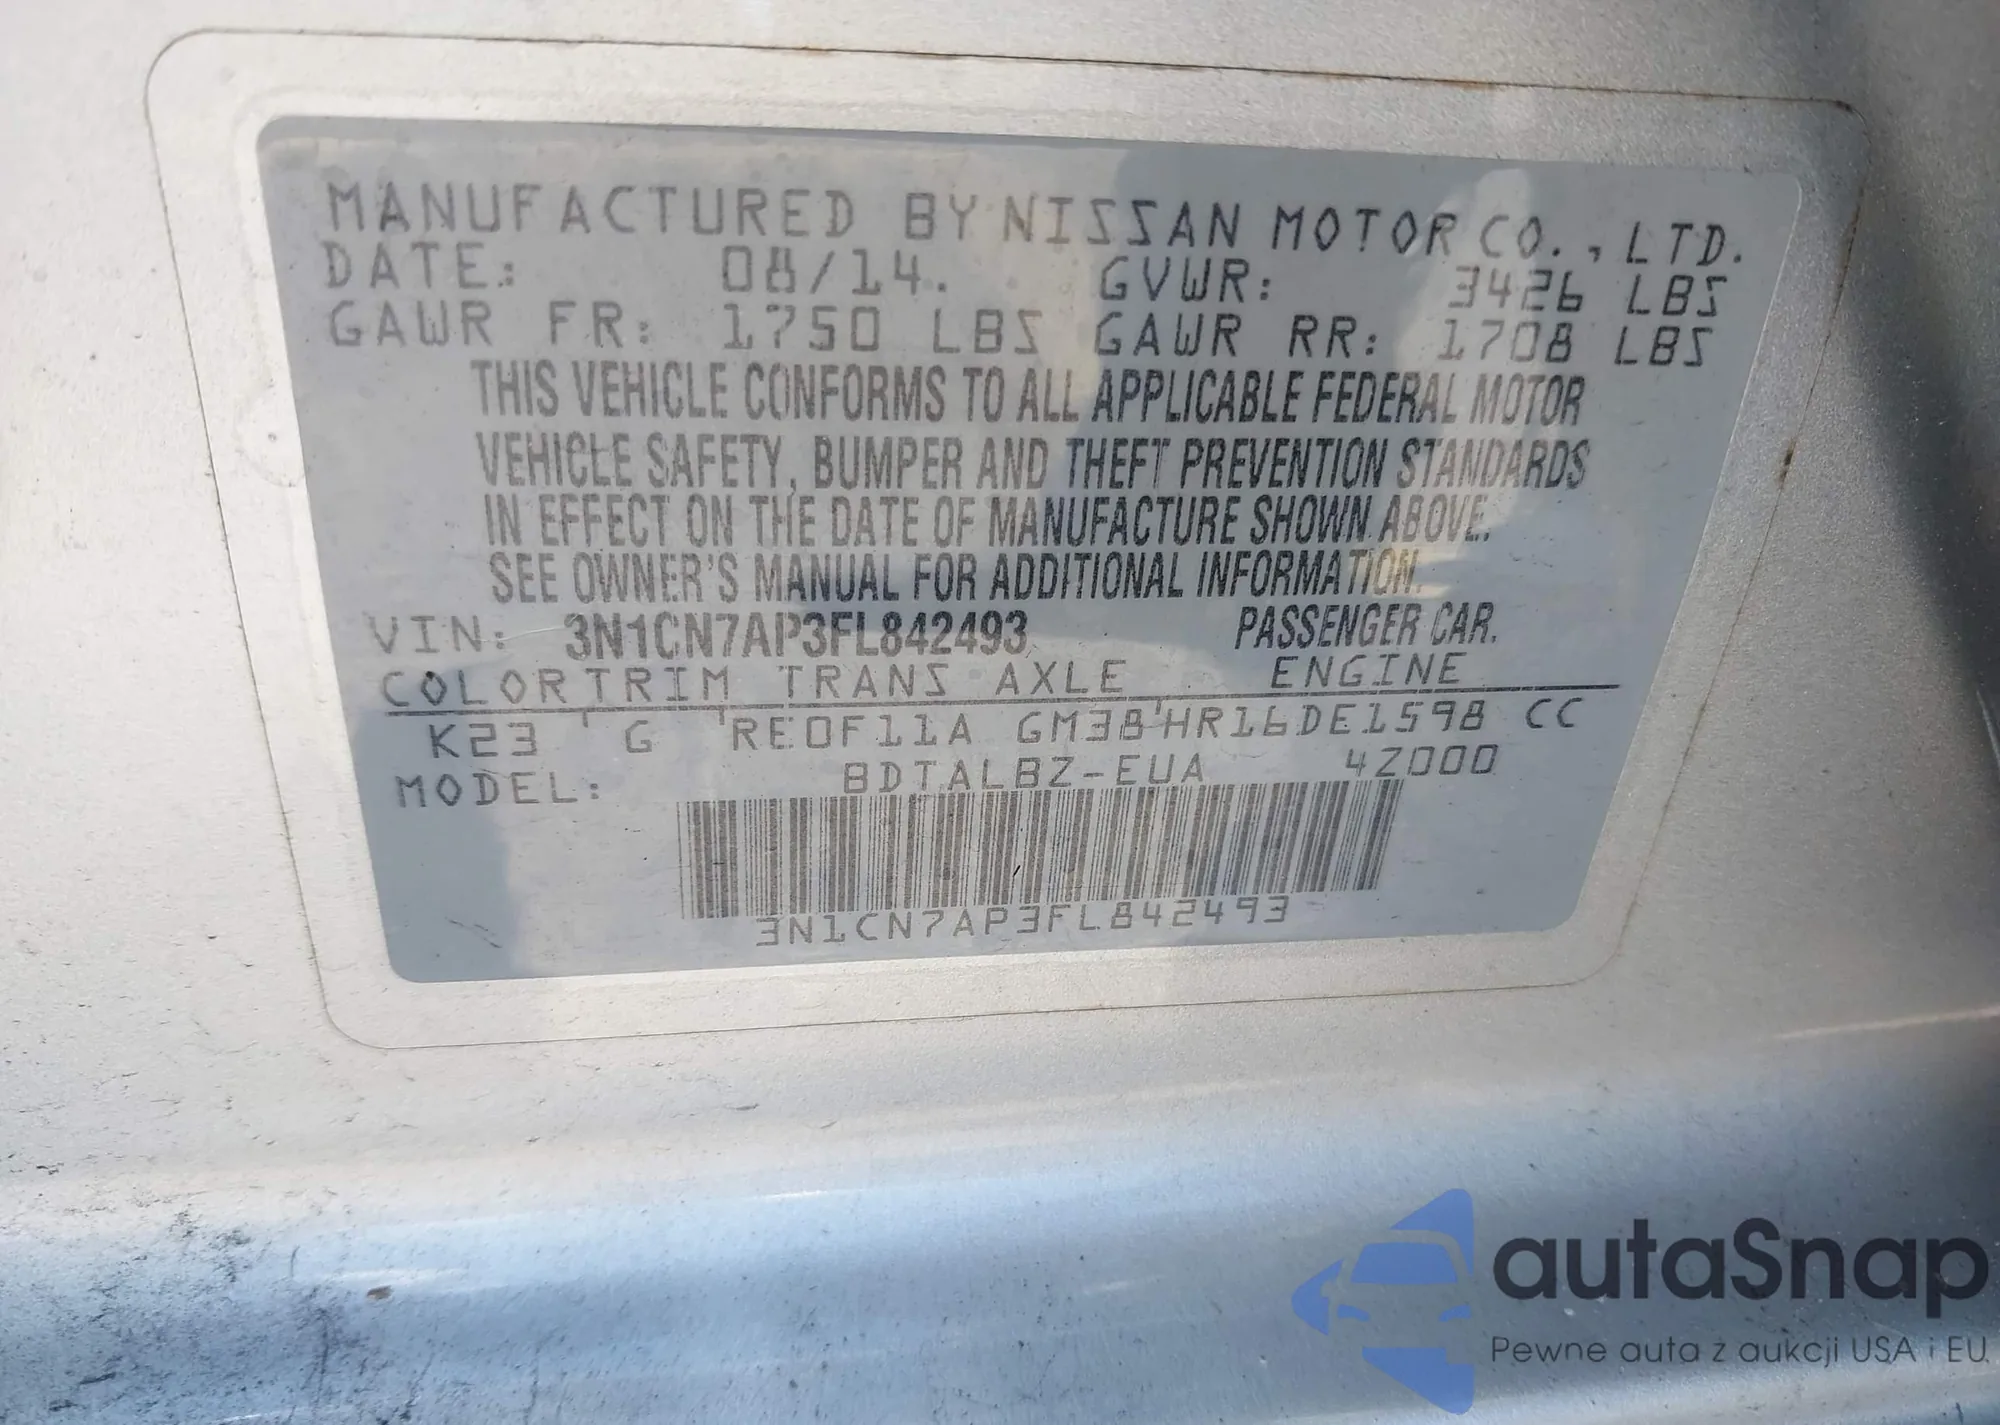 MANUFACTURED BY NISSAN MOTOR CO., LTD.
DATE: 08/14. GVWR: 3426 LBS
GAWR FR: 1750 LBS GAWR RR: 1708 LBS
THIS VEHICLE CONFORMS TO ALL APPLICABLE FEDERAL MOTOR
VEHICLE SAFETY, BUMPER AND THEFT PREVENTION STANDARDS
IN EFFECT ON THE DATE OF MANUFACTURE SHOWN ABOVE.
SEE OWNER'S MANUAL FOR ADDITIONAL INFORMATION.
VIN: 3N1CN7AP3FL842493 PASSENGER CAR.
COLOR TRIM TRANS AXLE ENGINE
K23 G RE0F11A GM38 HR16DE1598 CC
MODEL: BDTALBZ-EUA 4Z000
3N1CN7AP3FL842493
autaSnap
Pewne auta z aukcji USA i EU